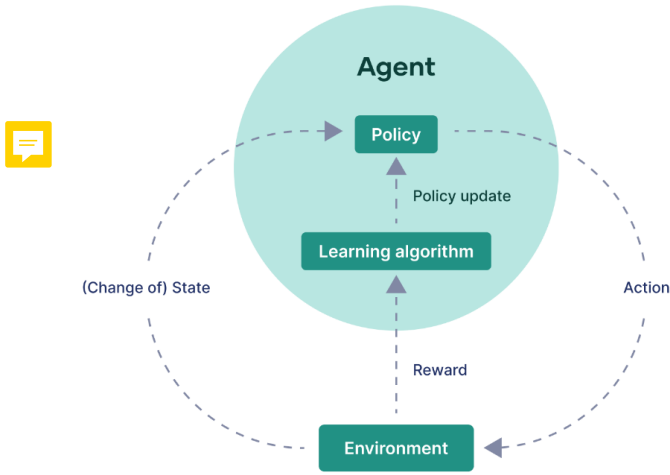 Agent
Policy
Policy update
Learning algorithm
(Change of) State
Action
Reward
Environment